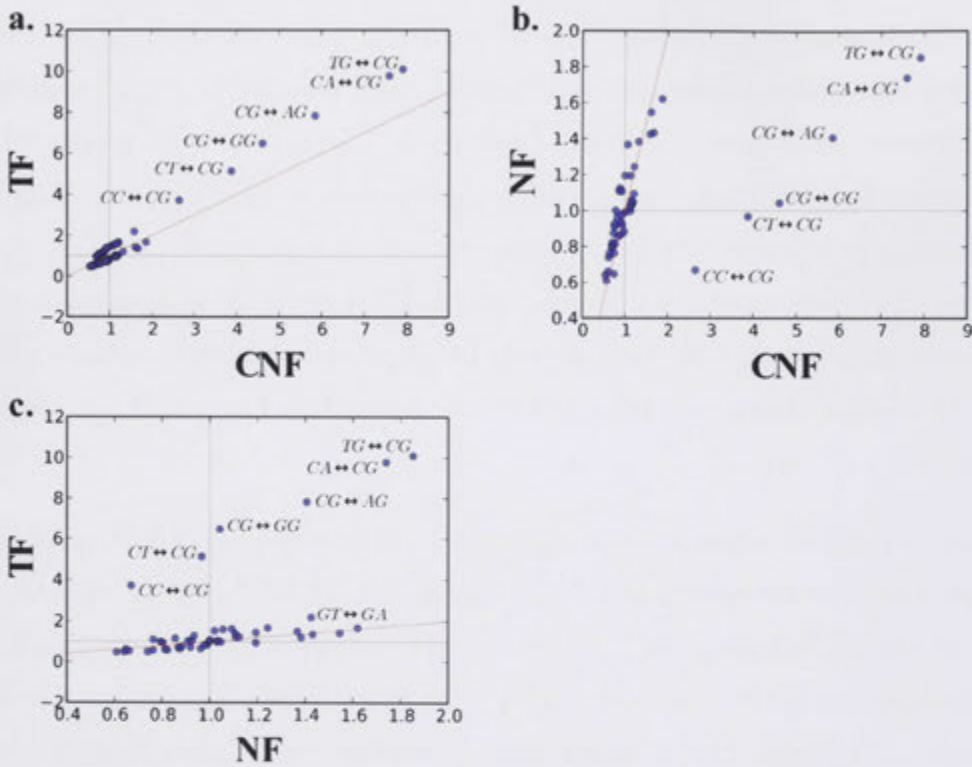 a.
12
10
8
6
4
2
0
−2
TF
TG↔CG
CA↔CG
CG↔AG
CG↔GG
CT↔CG
CC↔CG
0 1 2 3 4 5 6 7 8 9
CNF
b.
2.0
1.8
1.6
1.4
1.2
1.0
0.8
0.6
0.4
NF
TG↔CG
CA↔CG
CG↔AG
CG↔GG
CT↔CG
CC↔CG
0 1 2 3 4 5 6 7 8 9
CNF
c.
12
10
8
6
4
2
0
−2
TF
TG↔CG
CA↔CG
CG↔AG
CG↔GG
CT↔CG
CC↔CG
GT↔GA
0.4 0.6 0.8 1.0 1.2 1.4 1.6 1.8 2.0
NF